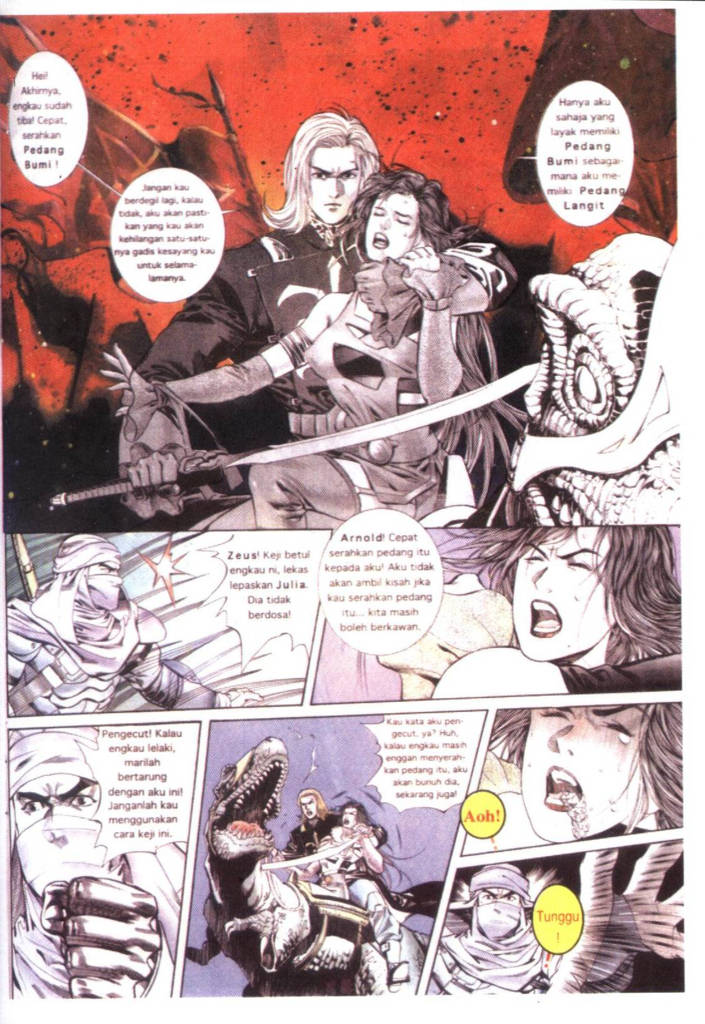 Hei!
Akhirnya,
engkau sudah
tiba! Cepat,
serahkan
Pedang
Bumi !
Jangan kau
berdegil lagi, kalau
tidak, aku akan pasti-
kan yang kau akan
kehilangan satu-satu-
nya gadis kesayang kau
untuk selama-
lamanya.
Hanya aku
sahaja yang
layak memiliki
Pedang
Bumi sebagai-
mana aku me-
miliki Pedang
Langit
Zeus! Keji betul
engkau ni, lekas
lepaskan Julia.
Dia tidak
berdosa!
Arnold! Cepat
serahkan pedang itu
kepada aku! Aku tidak
akan ambil kisah jika
kau serahkan pedang
itu... kita masih
boleh berkawan.
Pengecut! Kalau
engkau lelaki,
marilah
bertarung
dengan aku ini!
Janganlah kau
menggunakan
cara keji ini.
Kau kata aku pen-
gecut, ya? Huh,
kalau engkau masih
enggan menyerah-
kan pedang itu, aku
akan bunuh dia,
sekarang juga!
Aoh!
Tunggu
!